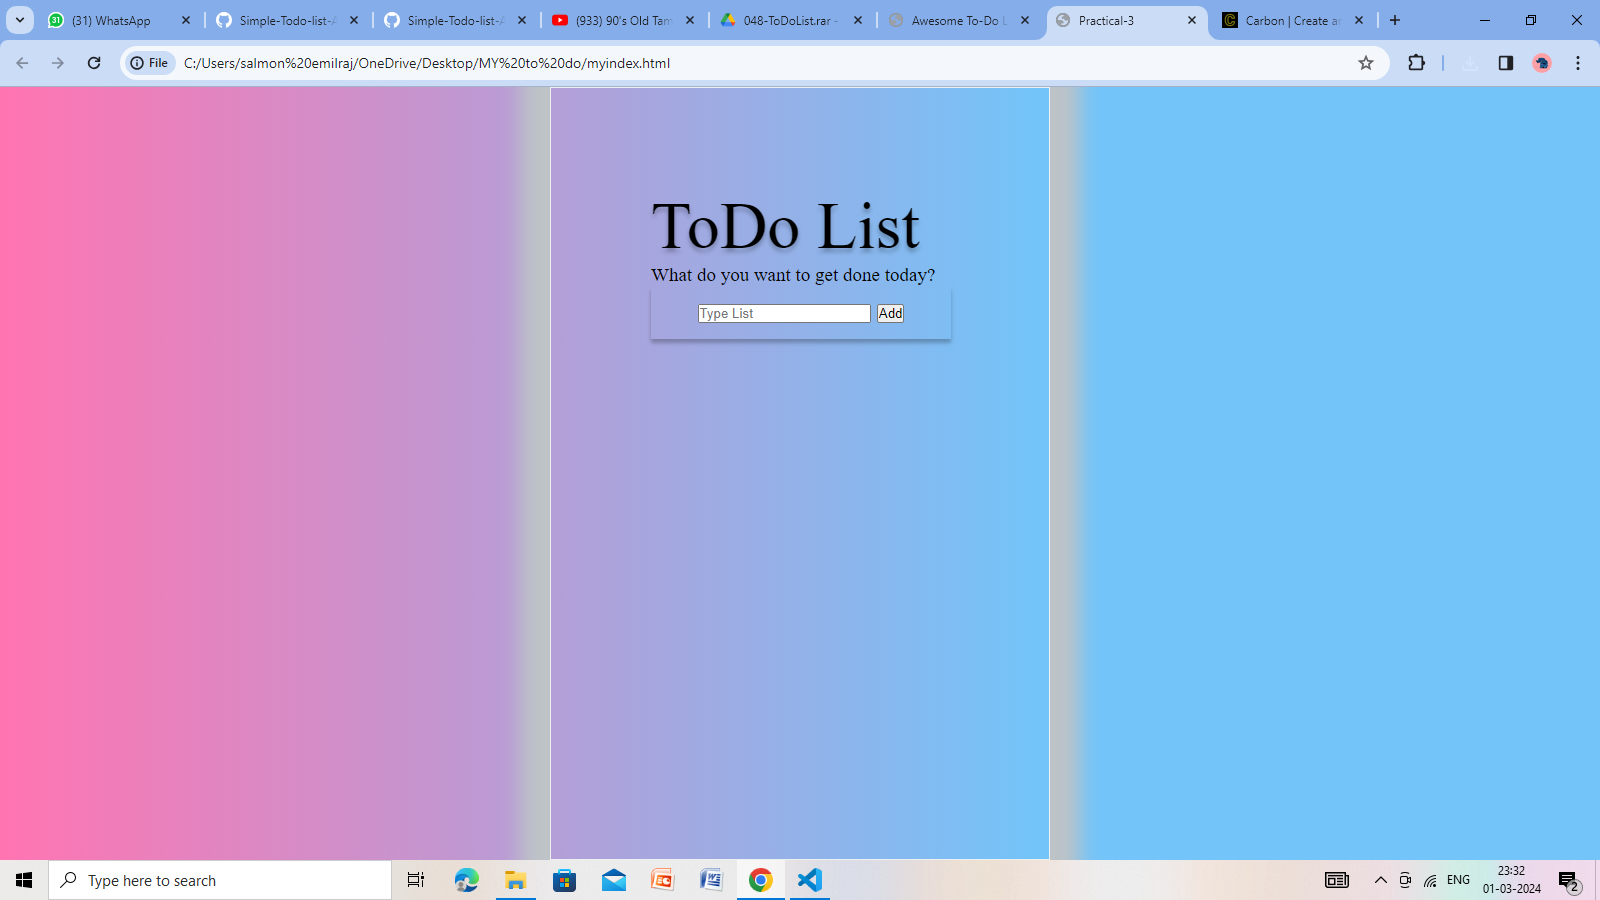 (31) WhatsApp
Simple-Todo-list-A
Simple-Todo-list-A
(933) 90's Old Tam
048-ToDoList.rar -
Awesome To-Do L
Practical-3
Carbon | Create an
File
C:/Users/salmon%20emilraj/OneDrive/Desktop/MY%20to%20do/myindex.html
ToDo List
What do you want to get done today?
Type List
Add
Type here to search
ENG
23:32
01-03-2024
2